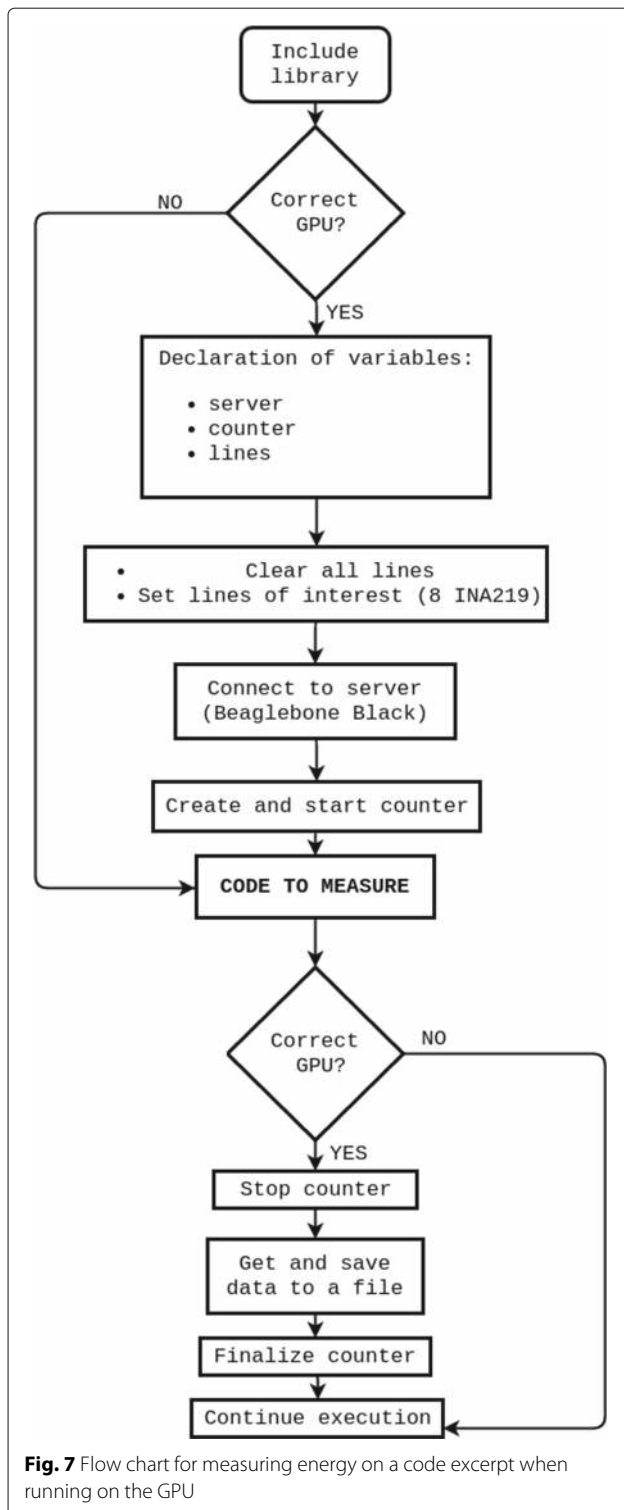 Include
library
Correct
GPU?
NO
YES
Declaration of variables:
• server
• counter
• lines
• Clear all lines
• Set lines of interest (8 INA219)
Connect to server
(Beaglebone Black)
Create and start counter
CODE TO MEASURE
Correct
GPU?
NO
YES
Stop counter
Get and save
data to a file
Finalize counter
Continue execution
Fig. 7 Flow chart for measuring energy on a code excerpt when
running on the GPU